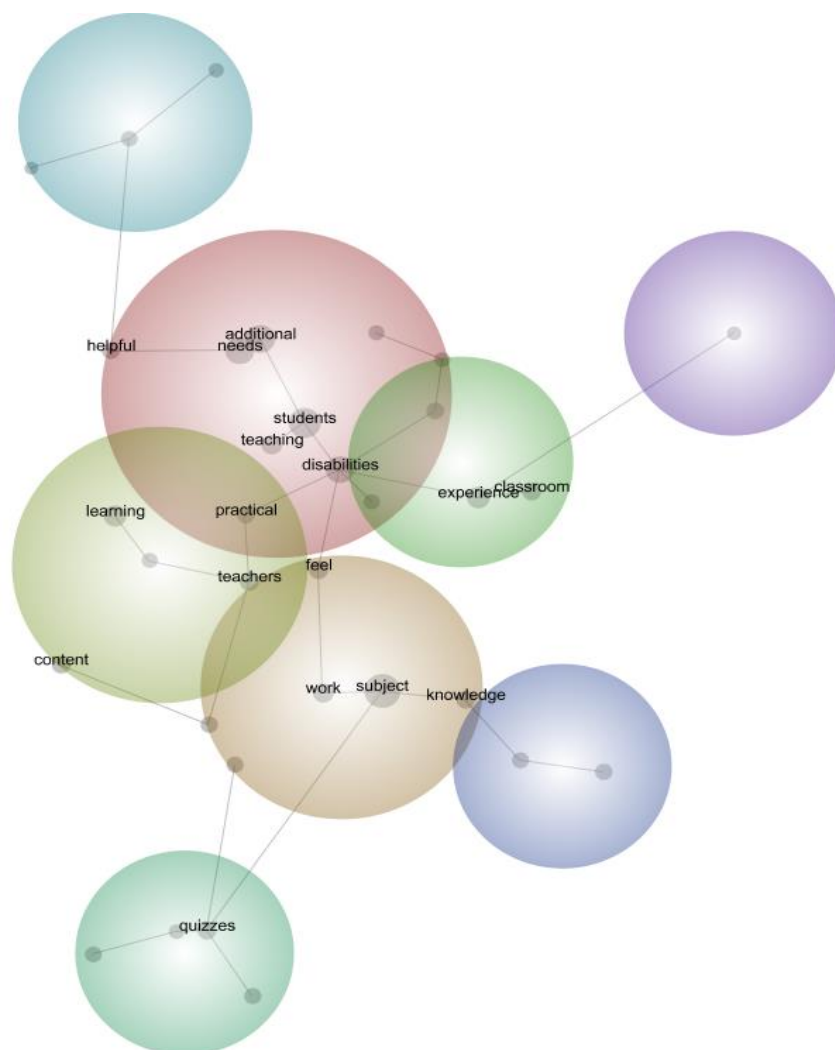 additional
helpful
needs
students
teaching
disabilities
experience
classroom
learning
practical
feel
teachers
content
work
subject
knowledge
quizzes